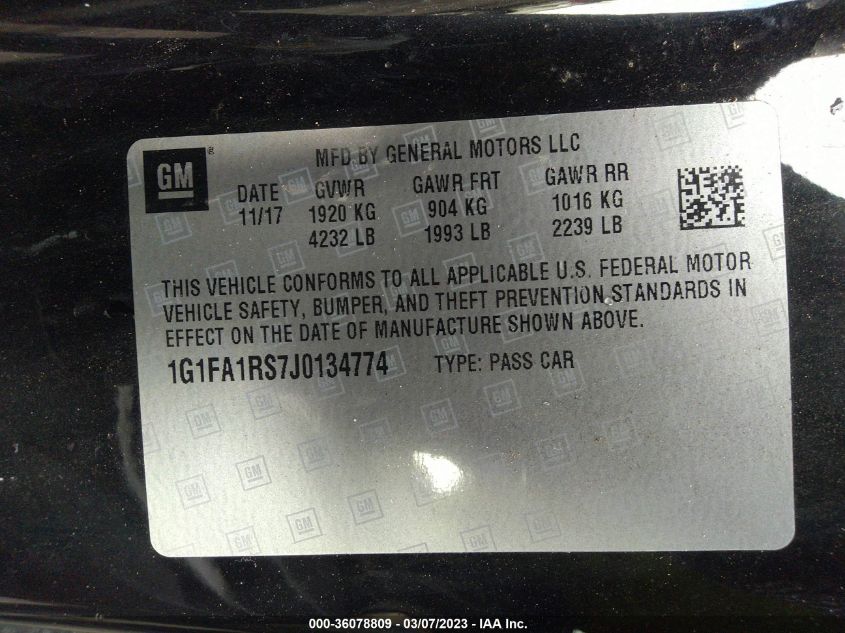 GM
MFD BY GENERAL MOTORS LLC
DATE GVWR GAWR FRT GAWR RR
11/17 1920 KG 904 KG 1016 KG
4232 LB 1993 LB 2239 LB
THIS VEHICLE CONFORMS TO ALL APPLICABLE U.S. FEDERAL MOTOR
VEHICLE SAFETY, BUMPER, AND THEFT PREVENTION STANDARDS IN
EFFECT ON THE DATE OF MANUFACTURE SHOWN ABOVE.
1G1FA1RS7J0134774 TYPE: PASS CAR
000-36078809 - 03/07/2023 - IAA Inc.